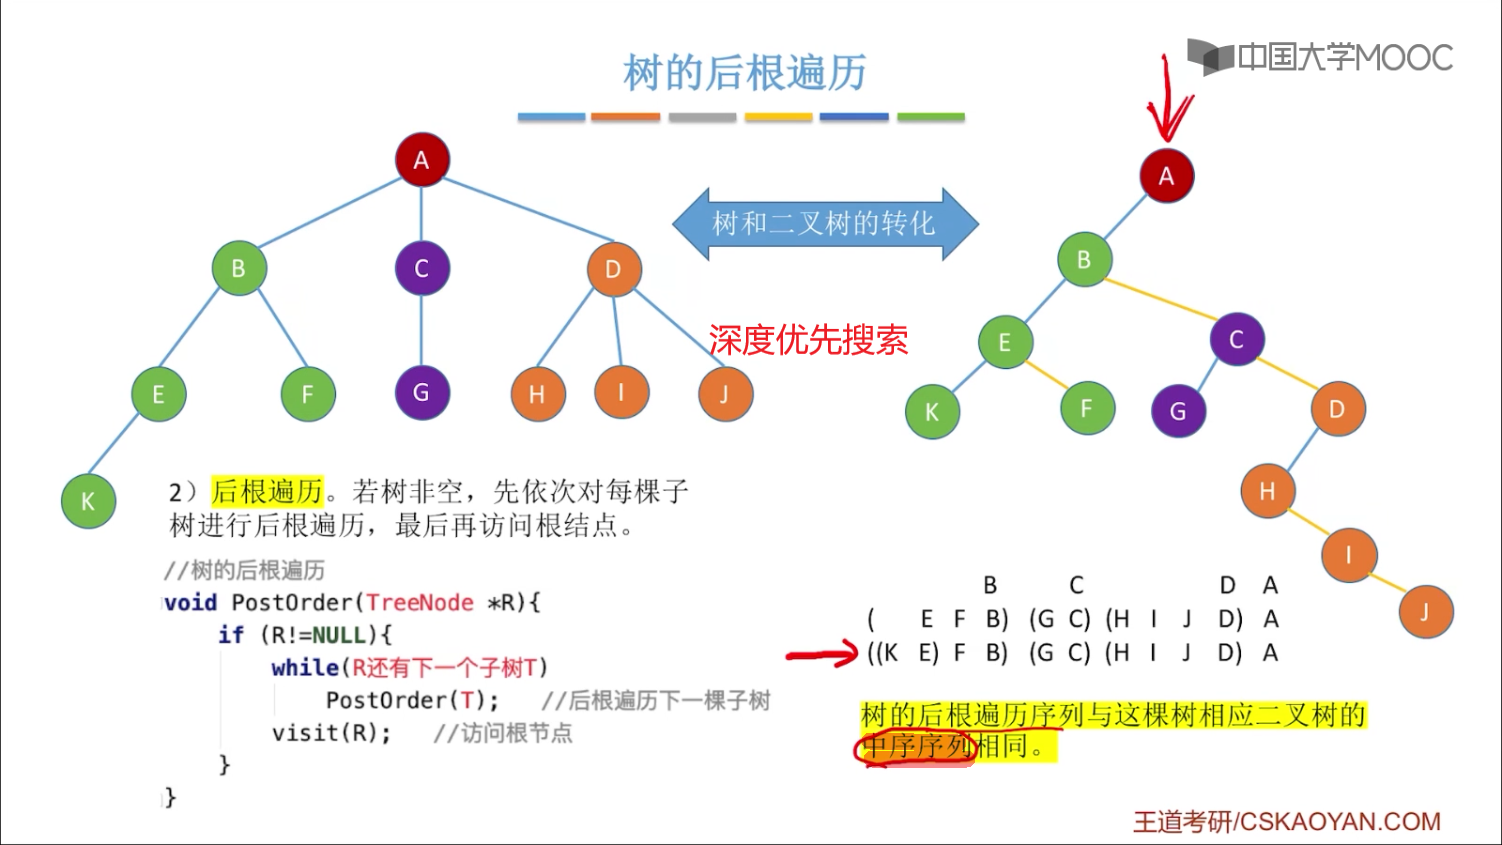 树的后根遍历
中国大学MOOC
A
A
树和二叉树的转化
B
C
D
B
深度优先搜索
E
C
E
F
G
H
I
J
K
F
G
D
K
H
2）后根遍历。若树非空，先依次对每棵子
树进行后根遍历，最后再访问根结点。
I
J
//树的后根遍历
void PostOrder(TreeNode *R){
if (R!=NULL){
while(R还有下一个子树T)
PostOrder(T); //后根遍历下一棵子树
visit(R); //访问根节点
}
}
B C D A
( E F B) (G C) (H I J D) A
((K E) F B) (G C) (H I J D) A
树的后根遍历序列与这棵树相应二叉树的
中序序列相同。
王道考研/CSKAOYAN.COM